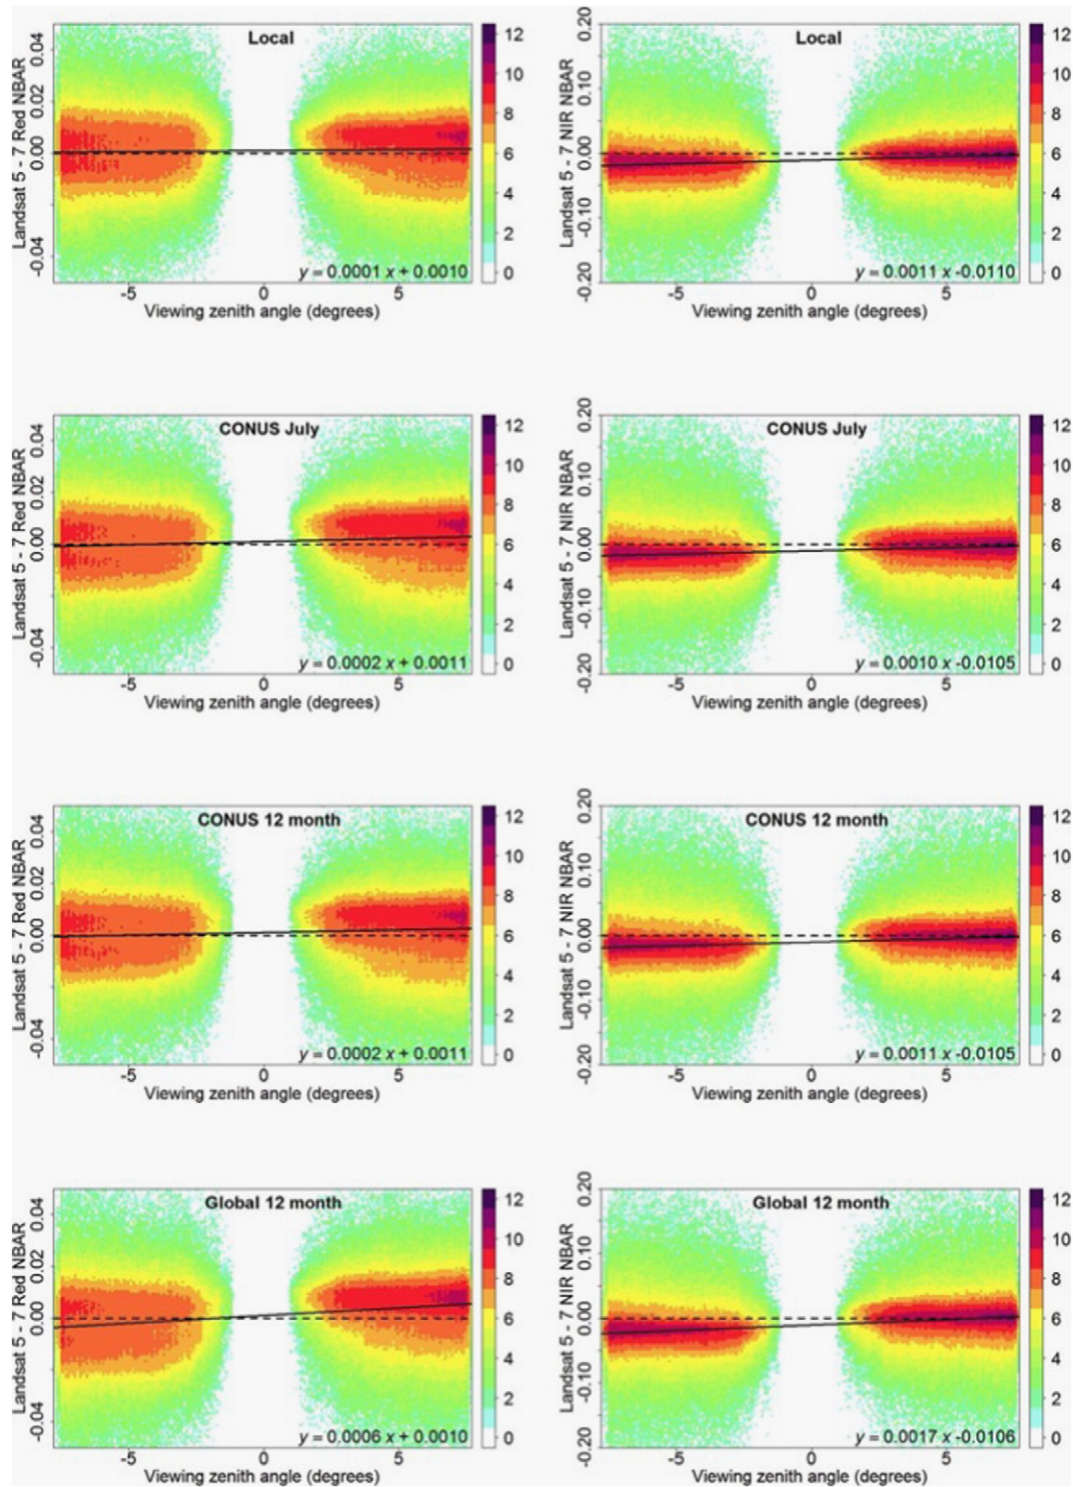 Local
Landsat 5 - 7 Red NBAR
0.04
0.02
0.00
-0.04
12
10
8
6
4
2
0
y = 0.0001 x + 0.0010
-5 0 5
Viewing zenith angle (degrees)
Local
Landsat 5 - 7 NIR NBAR
0.20
0.10
0.00
-0.10
-0.20
12
10
8
6
4
2
0
y = 0.0011 x -0.0110
-5 0 5
Viewing zenith angle (degrees)
CONUS July
Landsat 5 - 7 Red NBAR
0.04
0.02
0.00
-0.04
12
10
8
6
4
2
0
y = 0.0002 x + 0.0011
-5 0 5
Viewing zenith angle (degrees)
CONUS July
Landsat 5 - 7 NIR NBAR
0.20
0.10
0.00
-0.10
-0.20
12
10
8
6
4
2
0
y = 0.0010 x -0.0105
-5 0 5
Viewing zenith angle (degrees)
CONUS 12 month
Landsat 5 - 7 Red NBAR
0.04
0.02
0.00
-0.04
12
10
8
6
4
2
0
y = 0.0002 x + 0.0011
-5 0 5
Viewing zenith angle (degrees)
CONUS 12 month
Landsat 5 - 7 NIR NBAR
0.20
0.10
0.00
-0.10
-0.20
12
10
8
6
4
2
0
y = 0.0011 x -0.0105
-5 0 5
Viewing zenith angle (degrees)
Global 12 month
Landsat 5 - 7 Red NBAR
0.04
0.02
0.00
-0.04
12
10
8
6
4
2
0
y = 0.0006 x + 0.0010
-5 0 5
Viewing zenith angle (degrees)
Global 12 month
Landsat 5 - 7 NIR NBAR
0.20
0.10
0.00
-0.10
-0.20
12
10
8
6
4
2
0
y = 0.0017 x -0.0106
-5 0 5
Viewing zenith angle (degrees)